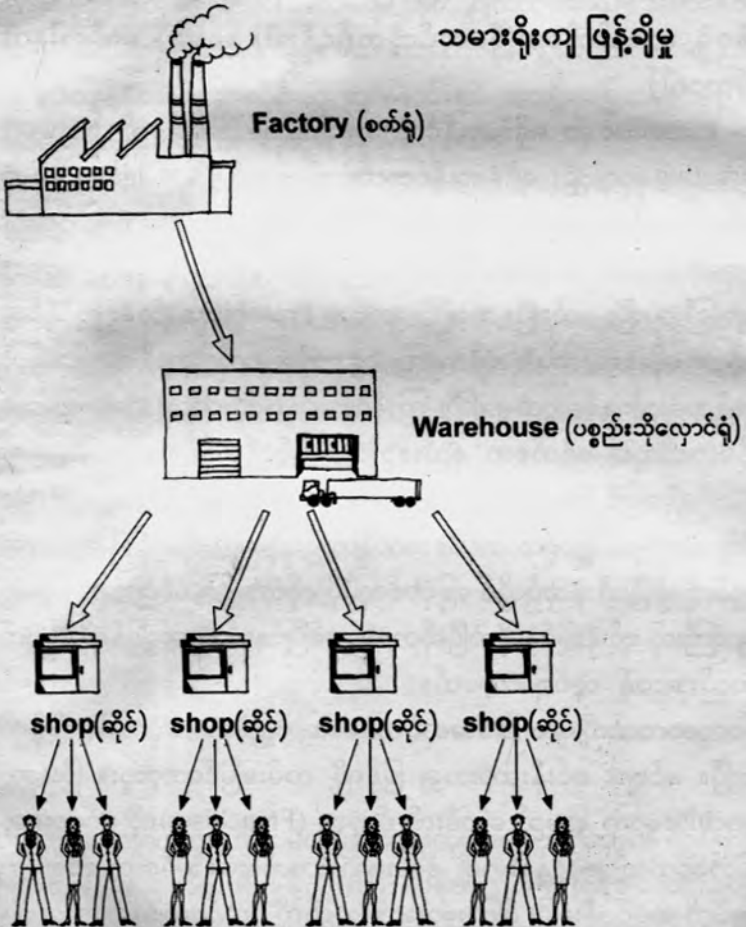 သမားရိုးကျ ဖြန့်ချိမှု
Factory (စက်ရုံ)
Warehouse (ပစ္စည်းသိုလှောင်ရုံ)
shop(ဆိုင်) shop(ဆိုင်) shop(ဆိုင်) shop(ဆိုင်)